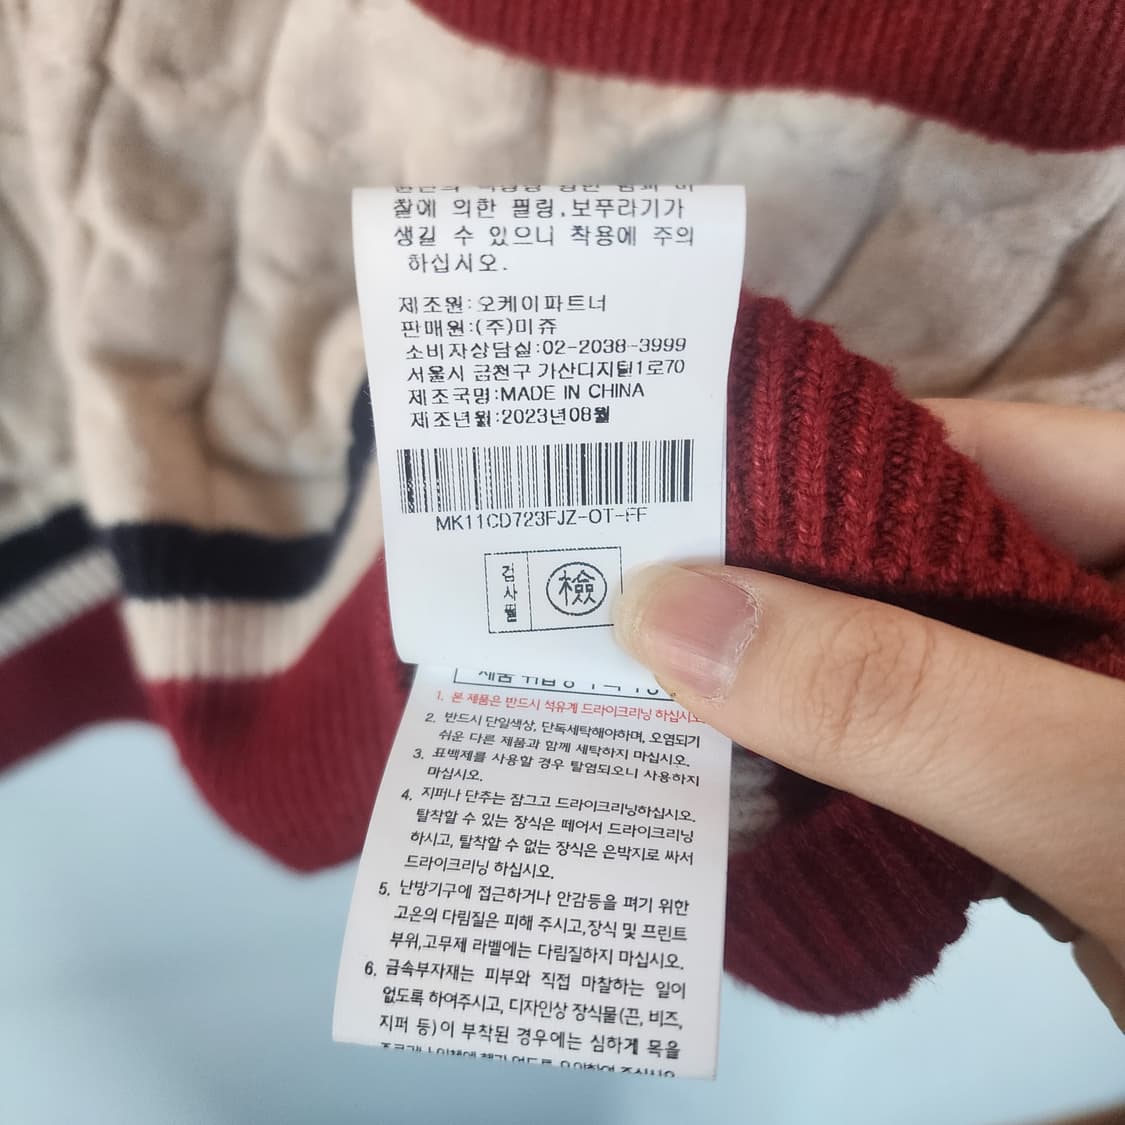 찰에 의한 필링,보푸라기가
생길 수 있으니 착용에 주의
하십시오.
제조원:오케이파트너
판매원:(주)미쥬
소비자상담실:02-2038-3999
서울시 금천구 가산디지털1로70
제조국명:MADE IN CHINA
제조년월:2023년08월
MK11CD723FJZ-OT-FF
검사필
檢
1. 본 제품은 반드시 석유계 드라이크리닝 하십시오.
2. 반드시 단일색상, 단독세탁해야하며, 오염되기
쉬운 다른 제품과 함께 세탁하지 마십시오.
3. 표백제를 사용할 경우 탈염되오니 사용하지
마십시오.
4. 지퍼나 단추는 잠그고 드라이크리닝하십시오.
탈착할 수 있는 장식은 떼어서 드라이크리닝
하시고, 탈착할 수 없는 장식은 은박지로 싸서
드라이크리닝 하십시오.
5. 난방기구에 접근하거나 안감등을 펴기 위한
고온의 다림질은 피해 주시고,장식 및 프린트
부위,고무제 라벨에는 다림질하지 마십시오.
6. 금속부자재는 피부와 직접 마찰하는 일이
없도록 하여주시고, 디자인상 장식물(끈, 비즈,
지퍼 등)이 부착된 경우에는 심하게 목을